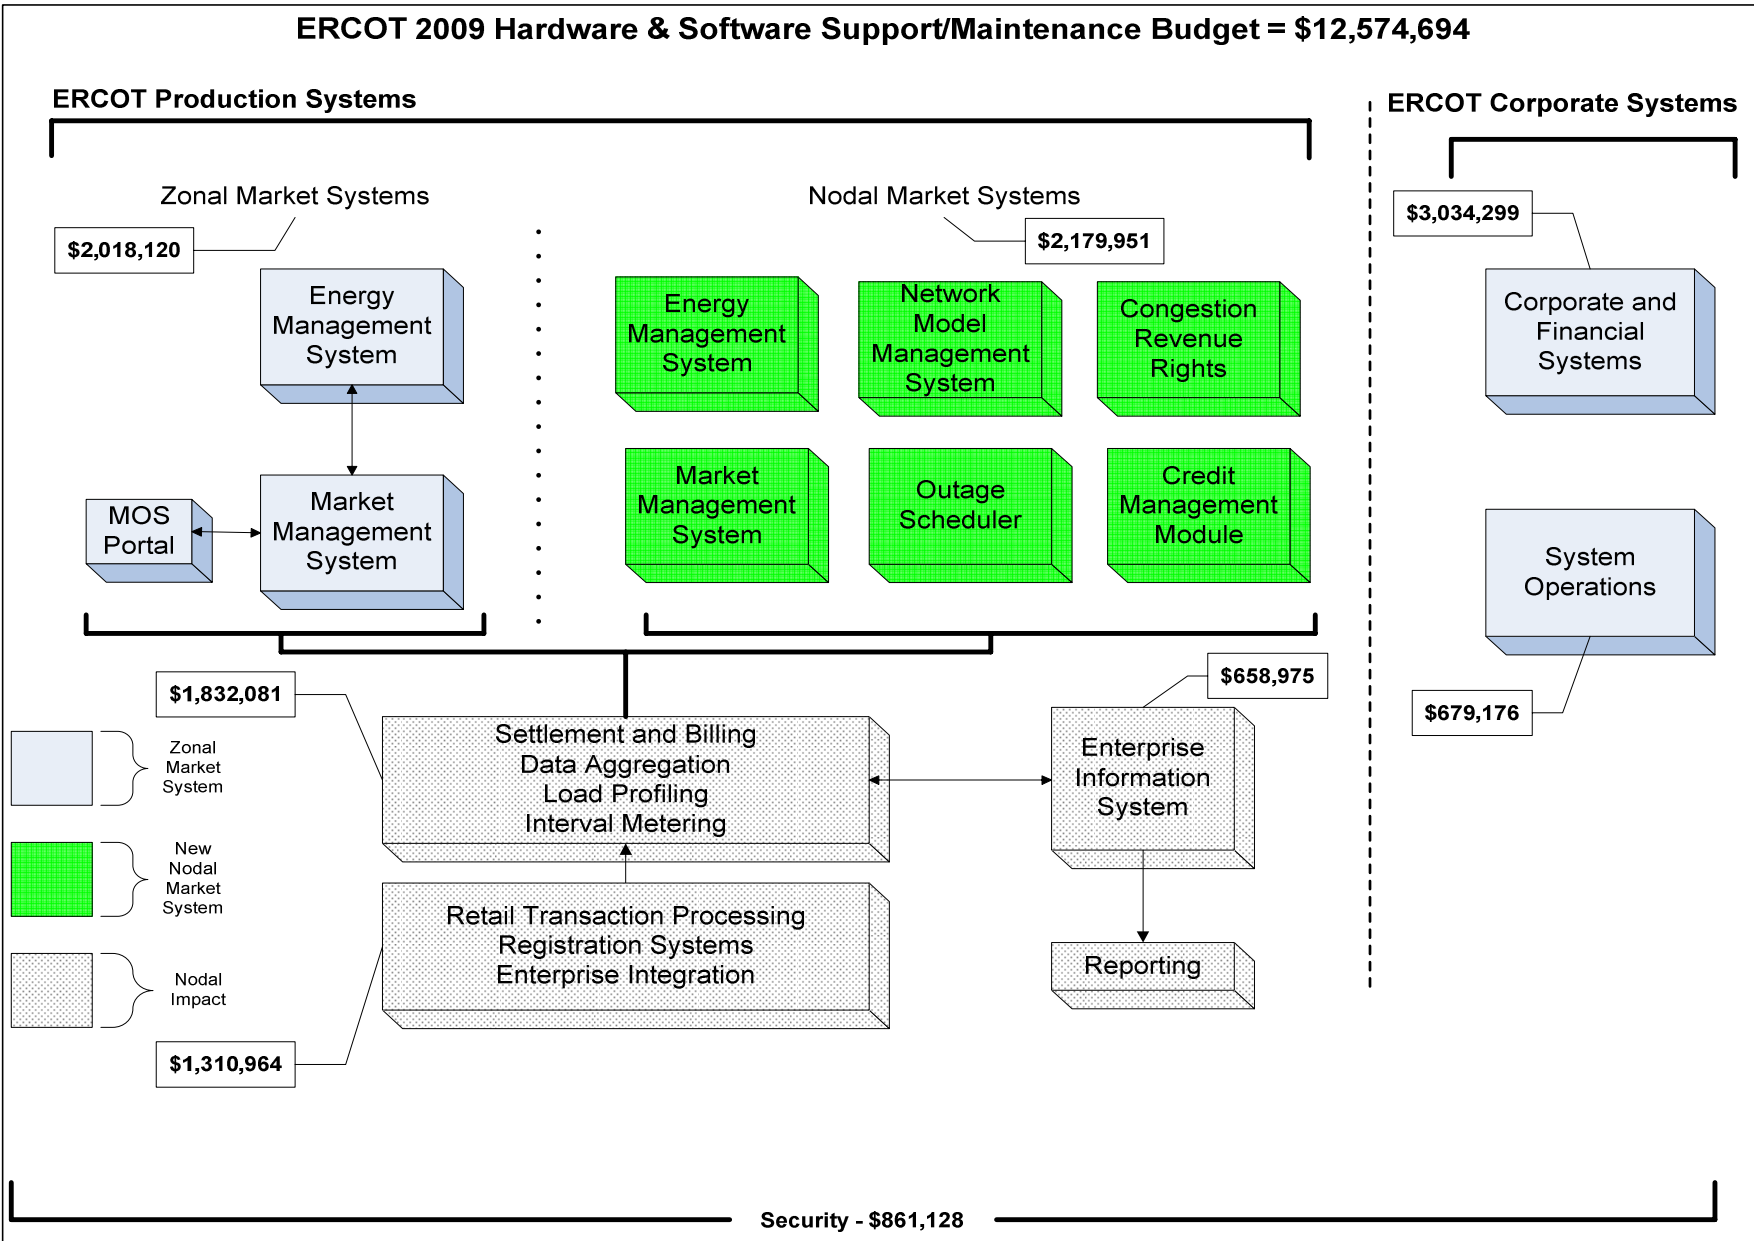 ERCOT 2009 Hardware & Software Support/Maintenance Budget = $12,574,694
ERCOT Production Systems
ERCOT Corporate Systems
Zonal Market Systems
$2,018,120
Nodal Market Systems
$2,179,951
$3,034,299
Energy
Management
System
Energy
Management
System
Network
Model
Management
System
Congestion
Revenue
Rights
Corporate and
Financial
Systems
MOS
Portal
Market
Management
System
Market
Management
System
Outage
Scheduler
Credit
Management
Module
System
Operations
$679,176
$1,832,081
$658,975
Settlement and Billing
Data Aggregation
Load Profiling
Interval Metering
Enterprise
Information
System
Zonal
Market
System
New
Nodal
Market
System
Nodal
Impact
Retail Transaction Processing
Registration Systems
Enterprise Integration
Reporting
$1,310,964
Security - $861,128